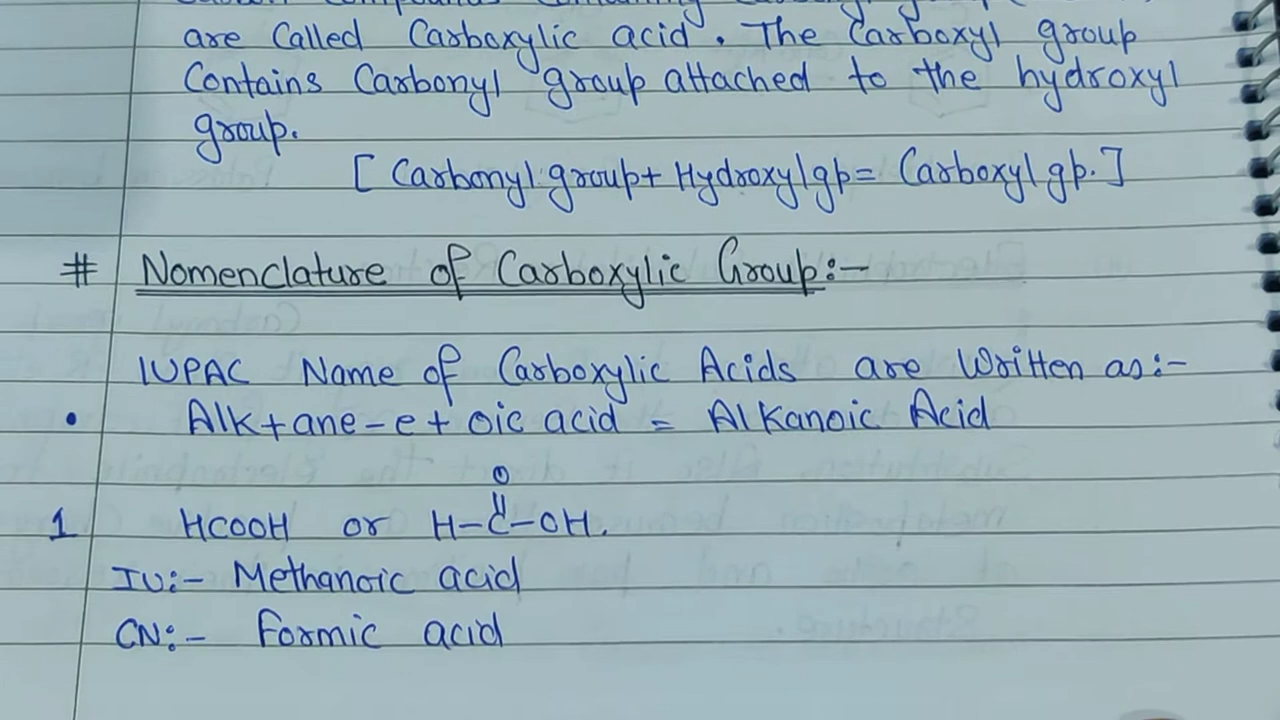 are Called Carboxylic acid. The Carboxyl group
Contains Carbonyl group attached to the hydroxyl
group.
[ Carbonyl group + Hydroxyl gp = Carboxyl gp. ]
# Nomenclature of Carboxylic Group:-
IUPAC Name of Carboxylic Acids are Written as:-
• Alk + ane - e + oic acid = Alkanoic Acid
O
||
1 HCOOH or H-C-OH.
IU:- Methanoic acid
CN:- Formic acid